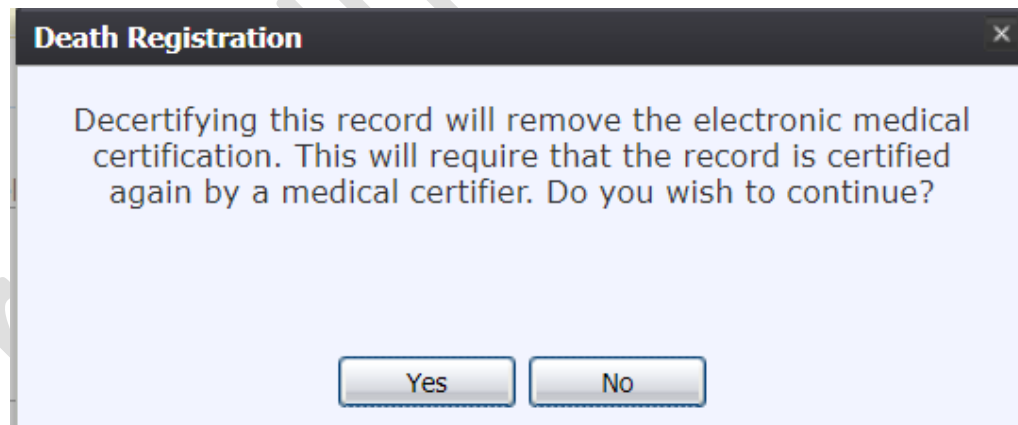 Death Registration
Decertifying this record will remove the electronic medical
certification. This will require that the record is certified
again by a medical certifier. Do you wish to continue?
Yes No